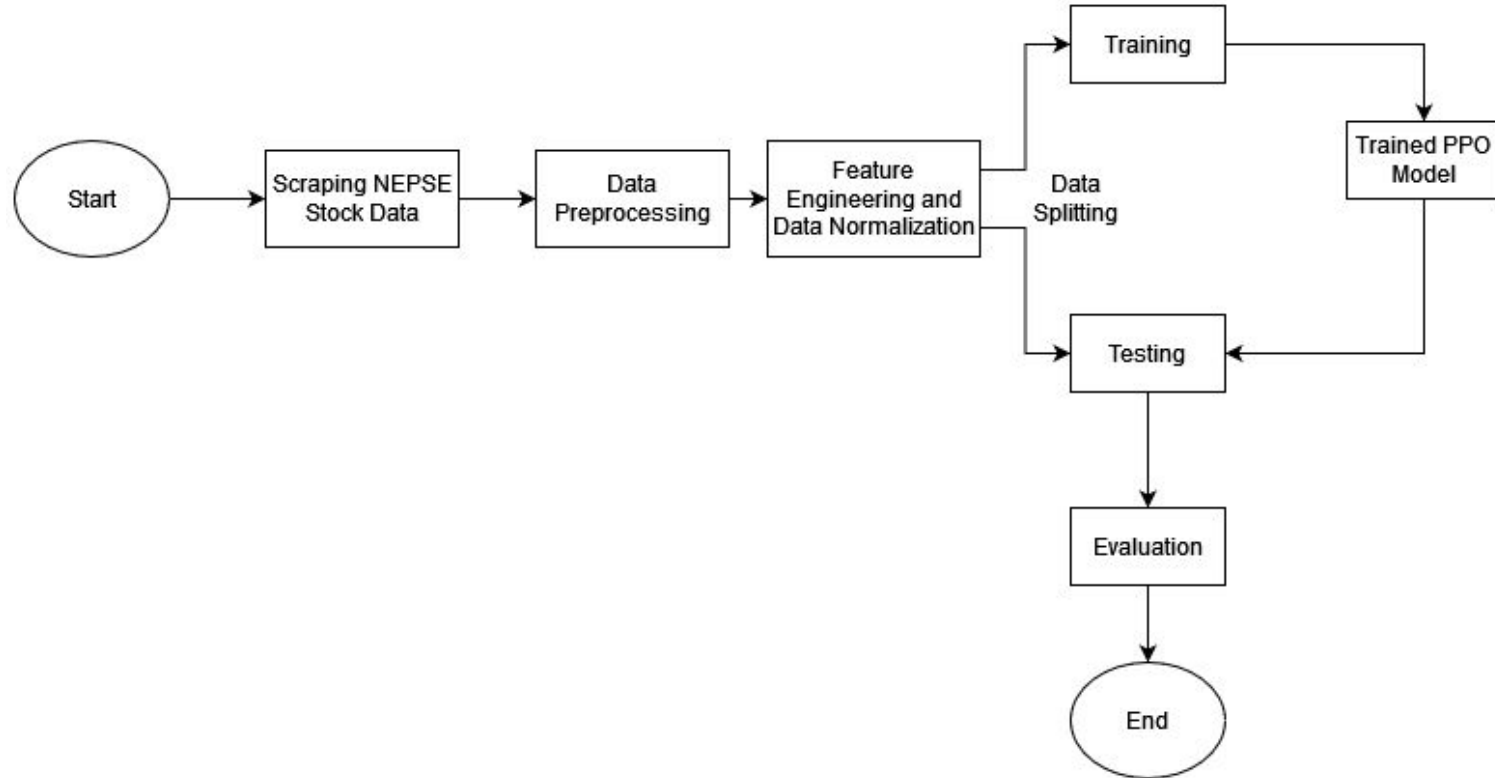 Start
Scraping NEPSE
Stock Data
Data
Preprocessing
Feature
Engineering and
Data Normalization
Data
Splitting
Training
Trained PPO
Model
Testing
Evaluation
End